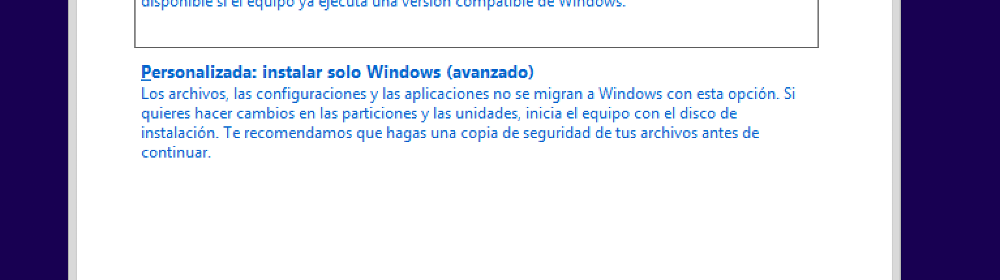 disponible si el equipo ya ejecuta una versión compatible de Windows.
Personalizada: instalar solo Windows (avanzado)
Los archivos, las configuraciones y las aplicaciones no se migran a Windows con esta opción. Si
quieres hacer cambios en las particiones y las unidades, inicia el equipo con el disco de
instalación. Te recomendamos que hagas una copia de seguridad de tus archivos antes de
continuar.